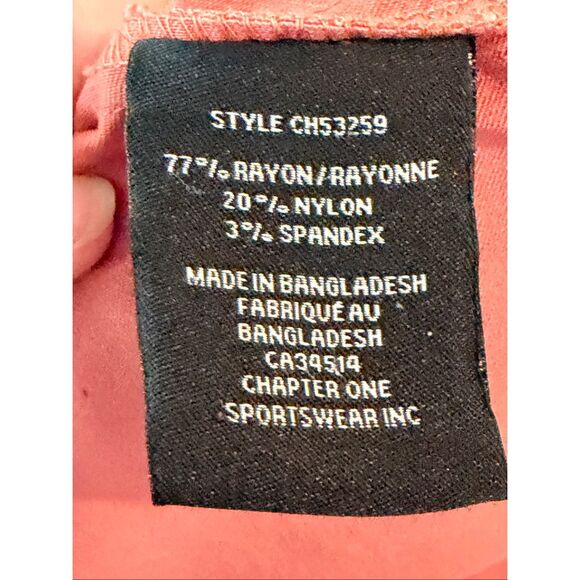 STYLE CH53259
77% RAYON/RAYONNE
20% NYLON
3% SPANDEX
MADE IN BANGLADESH
FABRIQUÉ AU
BANGLADESH
CA34514
CHAPTER ONE
SPORTSWEAR INC